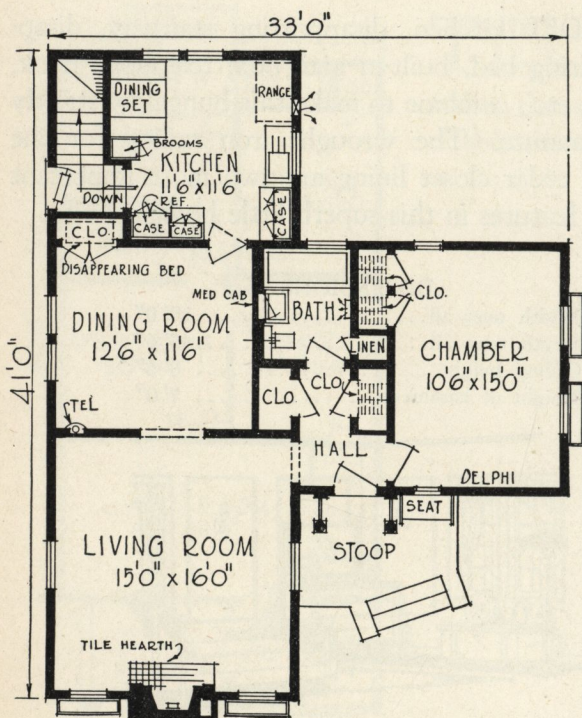 33'0"
DINING
SET
RANGE
BROOMS
KITCHEN
11'6"x11'6"
REF.
DOWN
CASE
CASE
CASE
CLO.
DISAPPEARING BED
MED CAB
BATH
CLO.
DINING ROOM
12'6" x 11'6"
LINEN
CHAMBER
10'6"x15'0"
41'0"
CLO.
CLO.
TEL
HALL
DELPHI
SEAT
LIVING ROOM
15'0" x 16'0"
STOOP
TILE HEARTH